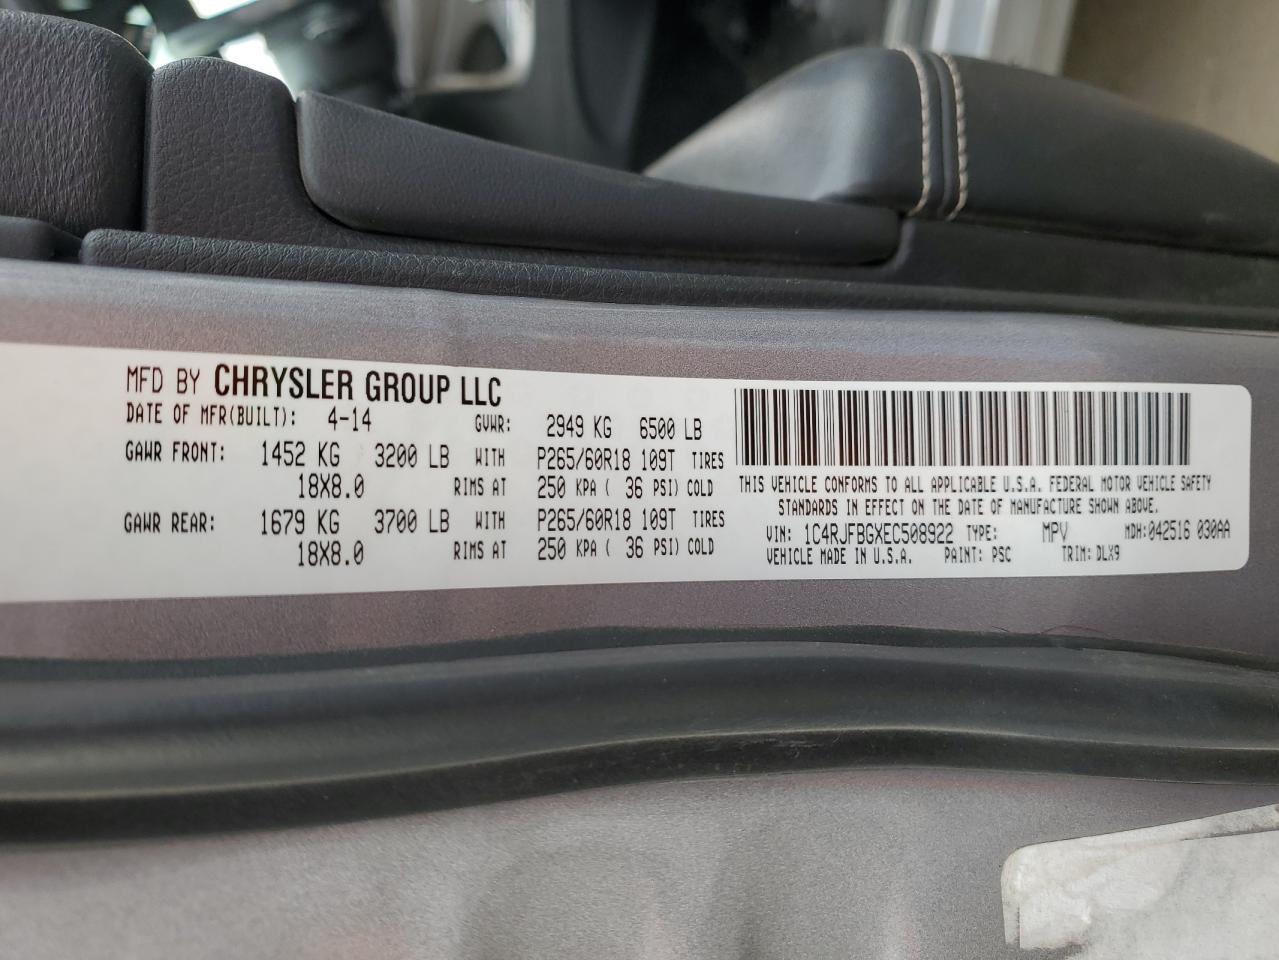 MFD BY CHRYSLER GROUP LLC
DATE OF MFR(BUILT): 4-14 GVWR: 2949 KG 6500 LB
GAWR FRONT: 1452 KG 3200 LB WITH P265/60R18 109T TIRES
18X8.0 RIMS AT 250 KPA ( 36 PSI) COLD
GAWR REAR: 1679 KG 3700 LB WITH P265/60R18 109T TIRES
18X8.0 RIMS AT 250 KPA ( 36 PSI) COLD
THIS VEHICLE CONFORMS TO ALL APPLICABLE U.S.A. FEDERAL MOTOR VEHICLE SAFETY
STANDARDS IN EFFECT ON THE DATE OF MANUFACTURE SHOWN ABOVE.
VIN: 1C4RJFBGXEC508922 TYPE: MPV MDH:042516 030AA
VEHICLE MADE IN U.S.A. PAINT: PSC TRIM: DLX9